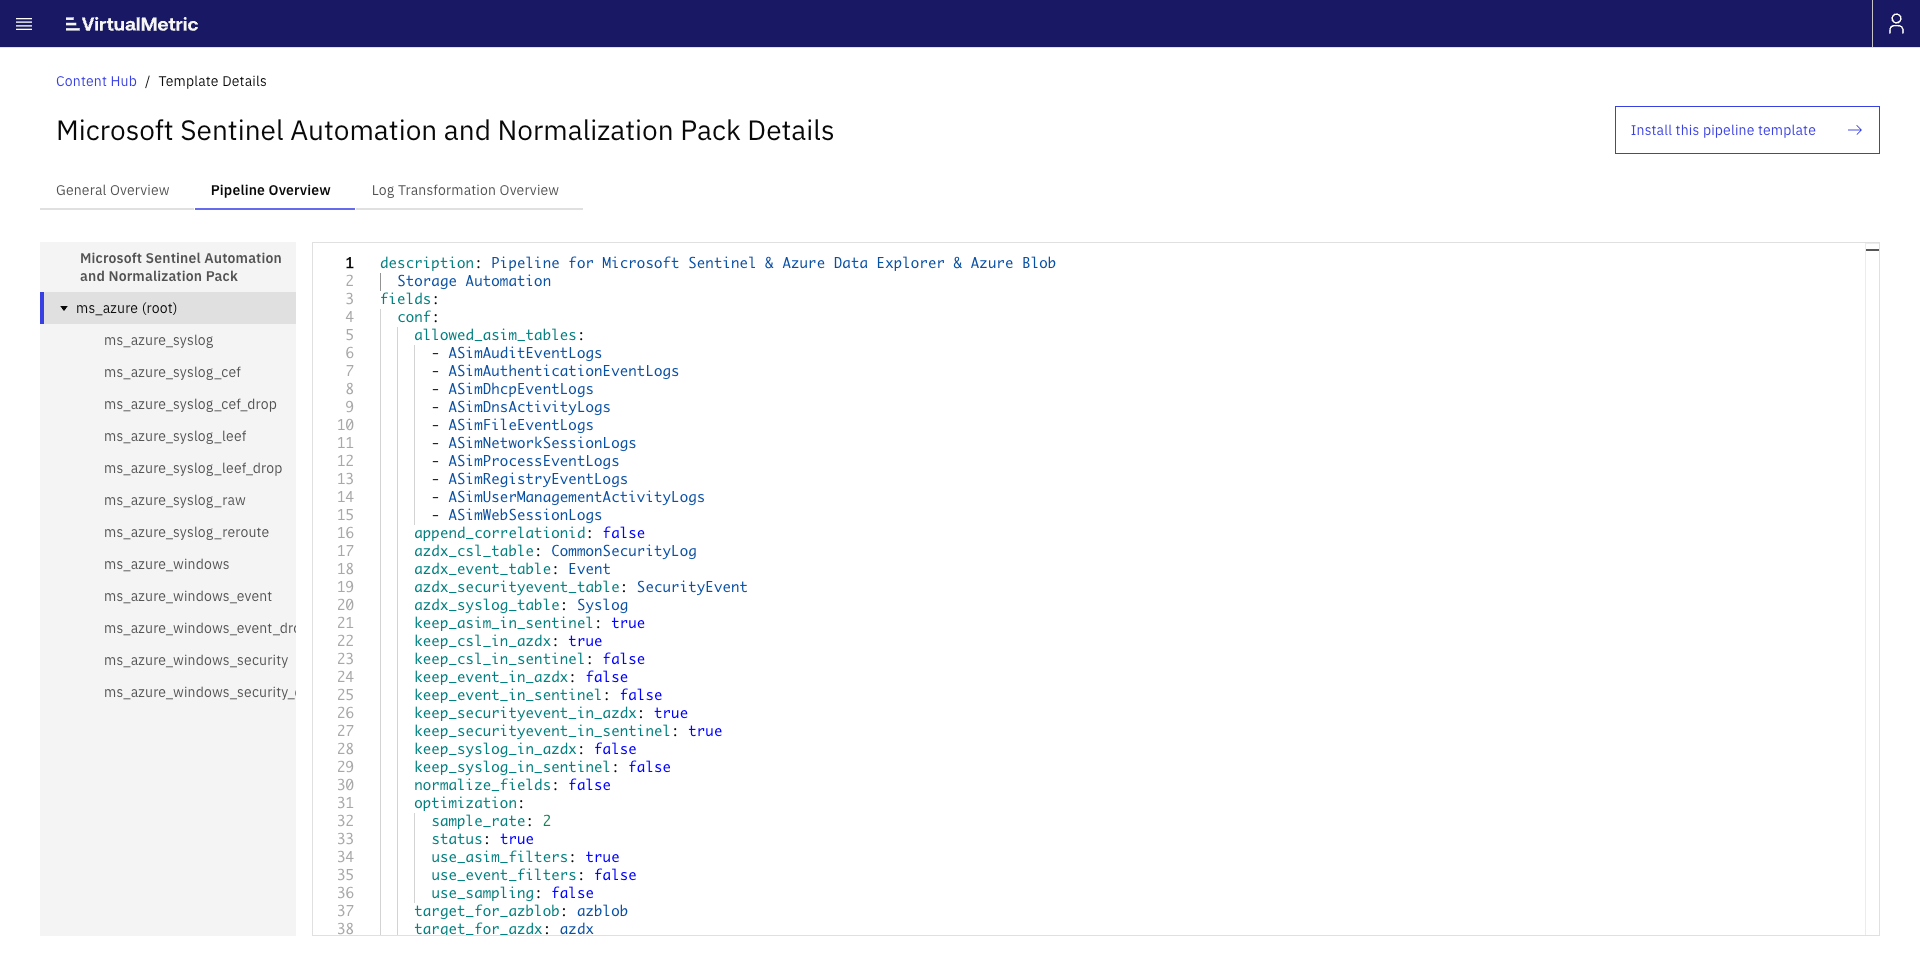 VirtualMetric
Content Hub / Template Details
Microsoft Sentinel Automation and Normalization Pack Details
Install this pipeline template
General Overview
Pipeline Overview
Log Transformation Overview
Microsoft Sentinel Automation
and Normalization Pack
ms_azure (root)
ms_azure_syslog
ms_azure_syslog_cef
ms_azure_syslog_cef_drop
ms_azure_syslog_leef
ms_azure_syslog_leef_drop
ms_azure_syslog_raw
ms_azure_syslog_reroute
ms_azure_windows
ms_azure_windows_event
ms_azure_windows_event_dro
ms_azure_windows_security
ms_azure_windows_security_
1 description: Pipeline for Microsoft Sentinel & Azure Data Explorer & Azure Blob
2 Storage Automation
3 fields:
4 conf:
5 allowed_asim_tables:
6 - ASimAuditEventLogs
7 - ASimAuthenticationEventLogs
8 - ASimDhcpEventLogs
9 - ASimDnsActivityLogs
10 - ASimFileEventLogs
11 - ASimNetworkSessionLogs
12 - ASimProcessEventLogs
13 - ASimRegistryEventLogs
14 - ASimUserManagementActivityLogs
15 - ASimWebSessionLogs
16 append_correlationid: false
17 azdx_csl_table: CommonSecurityLog
18 azdx_event_table: Event
19 azdx_securityevent_table: SecurityEvent
20 azdx_syslog_table: Syslog
21 keep_asim_in_sentinel: true
22 keep_csl_in_azdx: true
23 keep_csl_in_sentinel: false
24 keep_event_in_azdx: false
25 keep_event_in_sentinel: false
26 keep_securityevent_in_azdx: true
27 keep_securityevent_in_sentinel: true
28 keep_syslog_in_azdx: false
29 keep_syslog_in_sentinel: false
30 normalize_fields: false
31 optimization:
32 sample_rate: 2
33 status: true
34 use_asim_filters: true
35 use_event_filters: false
36 use_sampling: false
37 target_for_azblob: azblob
38 target_for_azdx: azdx